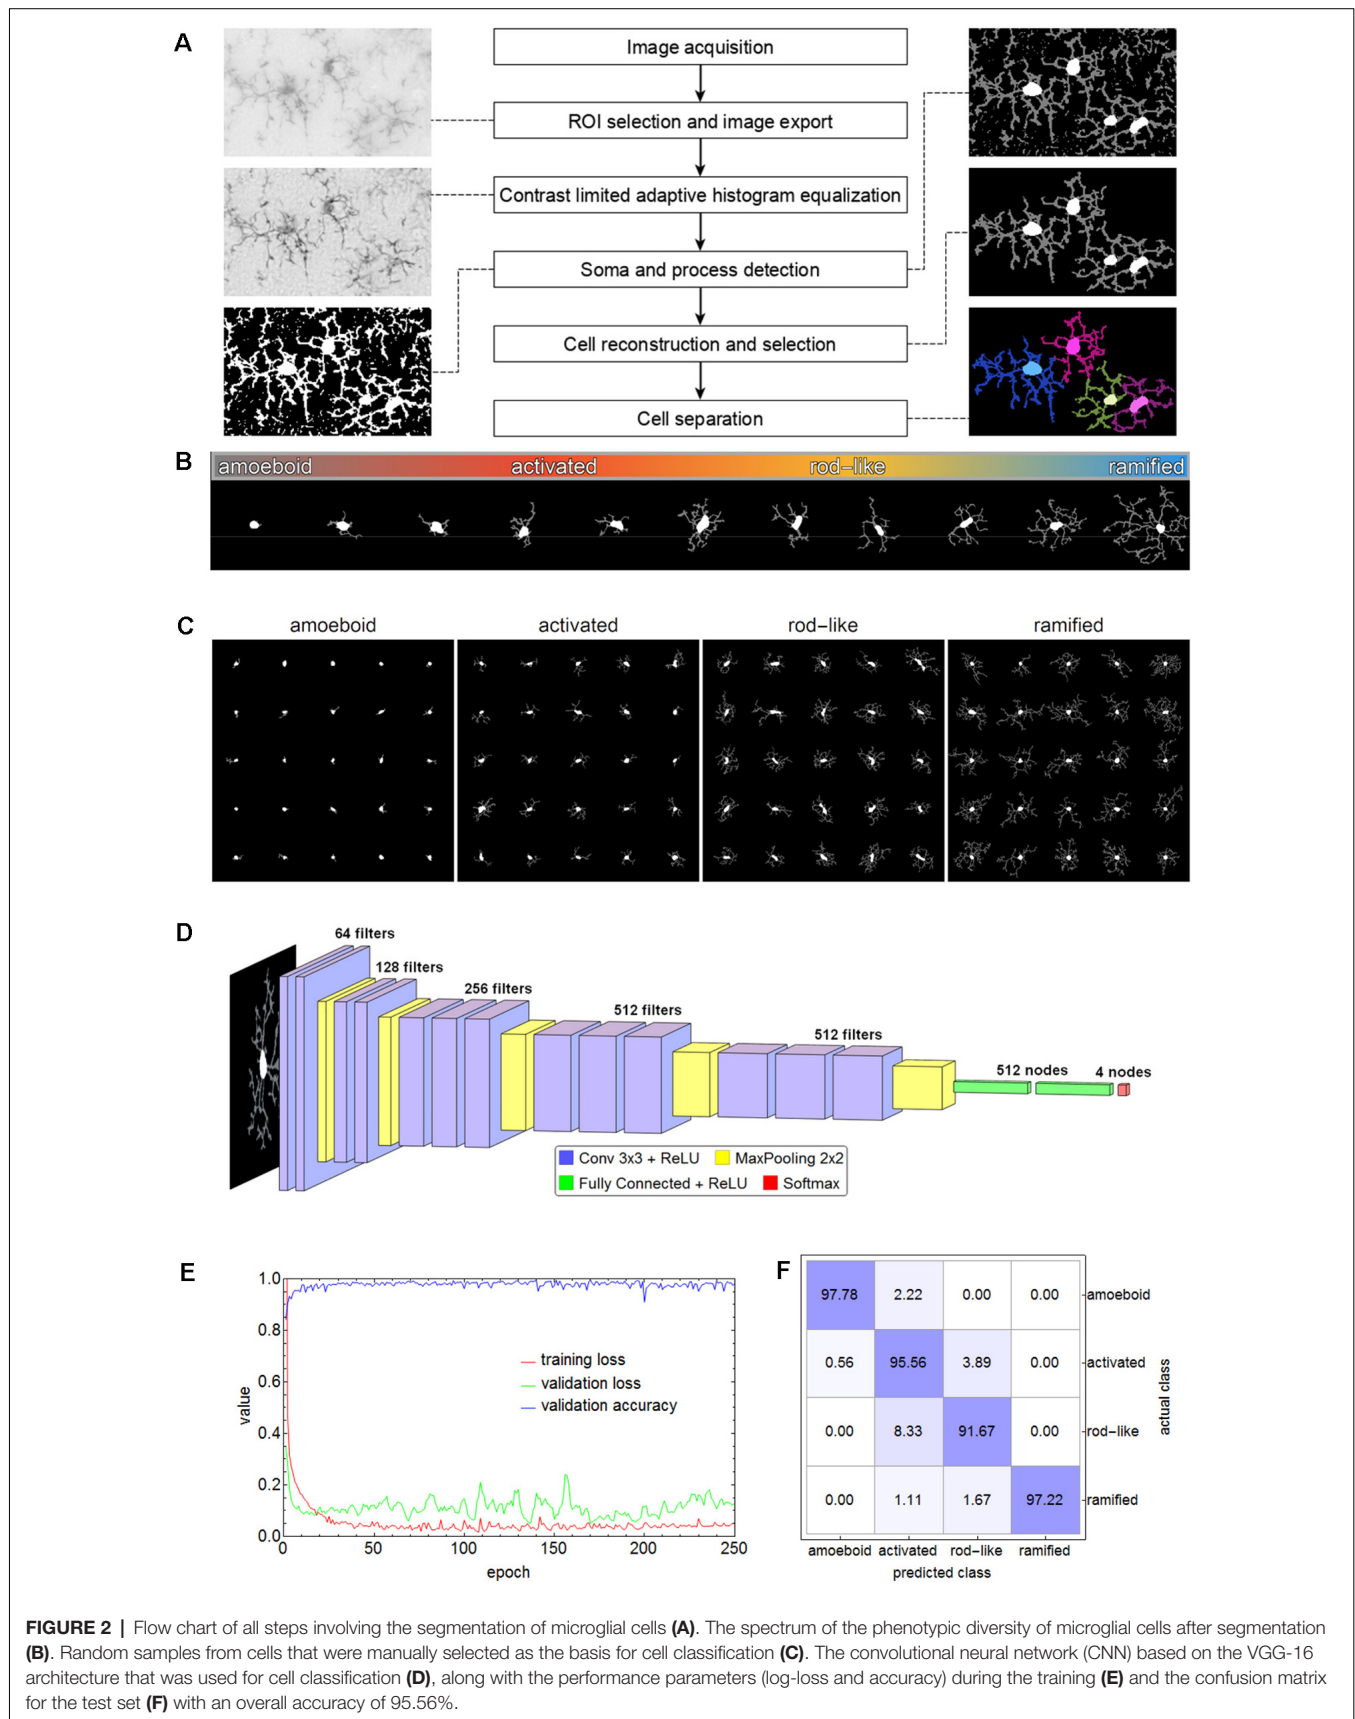 A
Image acquisition
ROI selection and image export
Contrast limited adaptive histogram equalization
Soma and process detection
Cell reconstruction and selection
Cell separation
B
amoeboid activated rod–like ramified
C
amoeboid activated rod–like ramified
D
64 filters
128 filters
256 filters
512 filters
512 filters
512 nodes
4 nodes
Conv 3x3 + ReLU MaxPooling 2x2
Fully Connected + ReLU Softmax
E
1.0
0.8
0.6
0.4
0.2
0.0
value
training loss
validation loss
validation accuracy
0 50 100 150 200 250
epoch
F
97.78 2.22 0.00 0.00 amoeboid
0.56 95.56 3.89 0.00 activated
0.00 8.33 91.67 0.00 rod–like
0.00 1.11 1.67 97.22 ramified
actual class
amoeboid activated rod–like ramified
predicted class
FIGURE 2 | Flow chart of all steps involving the segmentation of microglial cells (A). The spectrum of the phenotypic diversity of microglial cells after segmentation
(B). Random samples from cells that were manually selected as the basis for cell classification (C). The convolutional neural network (CNN) based on the VGG-16
architecture that was used for cell classification (D), along with the performance parameters (log-loss and accuracy) during the training (E) and the confusion matrix
for the test set (F) with an overall accuracy of 95.56%.